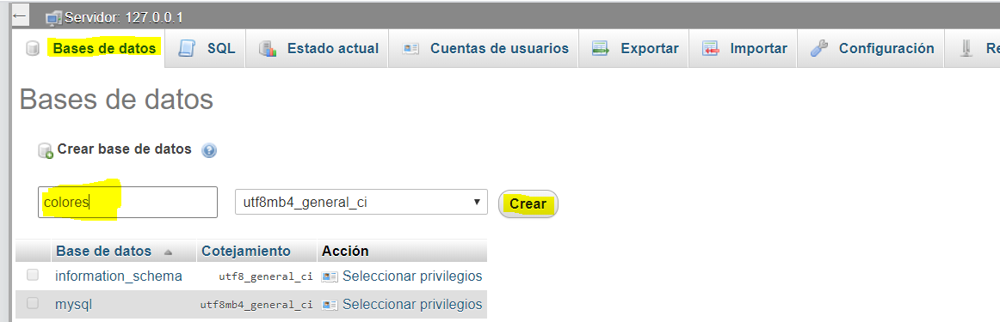 ← Servidor: 127.0.0.1
Bases de datos SQL Estado actual Cuentas de usuarios Exportar Importar Configuración Re
Bases de datos
Crear base de datos
colores utf8mb4_general_ci Crear
Base de datos Cotejamiento Acción
information_schema utf8_general_ci Seleccionar privilegios
mysql utf8mb4_general_ci Seleccionar privilegios